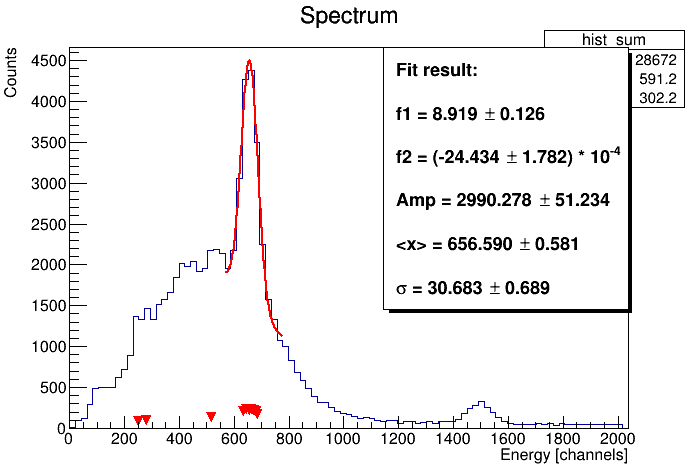 Spectrum
Counts
hist_sum
28672
591.2
302.2
Fit result:
f1 = 8.919 ± 0.126
f2 = (-24.434 ± 1.782) * 10⁻⁴
Amp = 2990.278 ± 51.234
<x> = 656.590 ± 0.581
σ = 30.683 ± 0.689
4500
4000
3500
3000
2500
2000
1500
1000
500
0
0 200 400 600 800 1000 1200 1400 1600 1800 2000
Energy [channels]